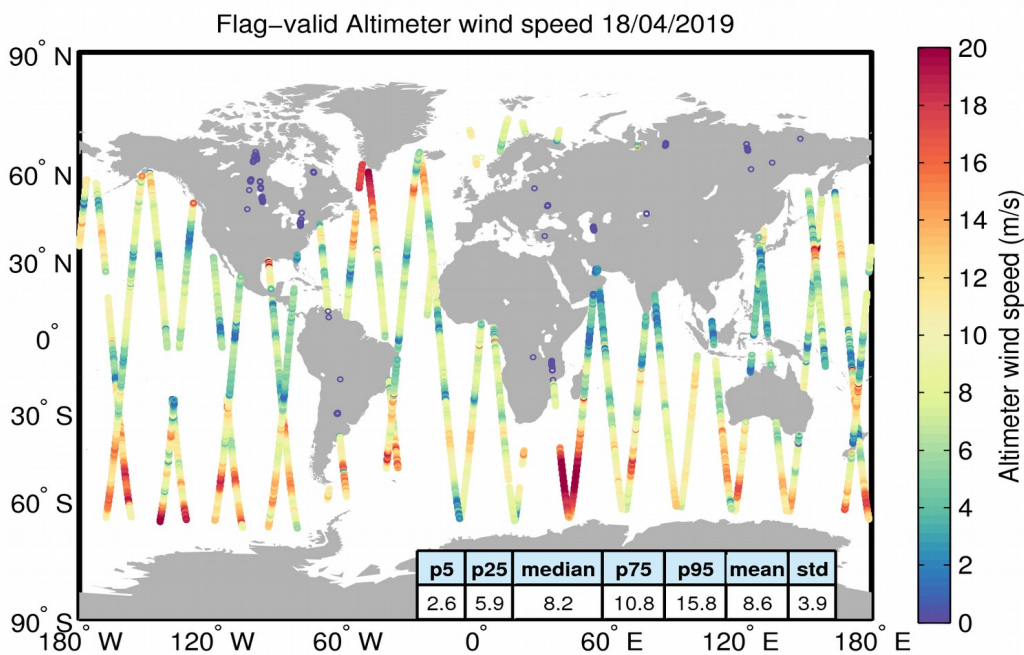 Flag−valid Altimeter wind speed 18/04/2019
90° N
60° N
30° N
0°
30° S
60° S
90° S
180° W
120° W
60° W
0°
60° E
120° E
180° E
p5 p25 median p75 p95 mean std
2.6 5.9 8.2 10.8 15.8 8.6 3.9
20
18
16
14
12
10
8
6
4
2
0
Altimeter wind speed (m/s)